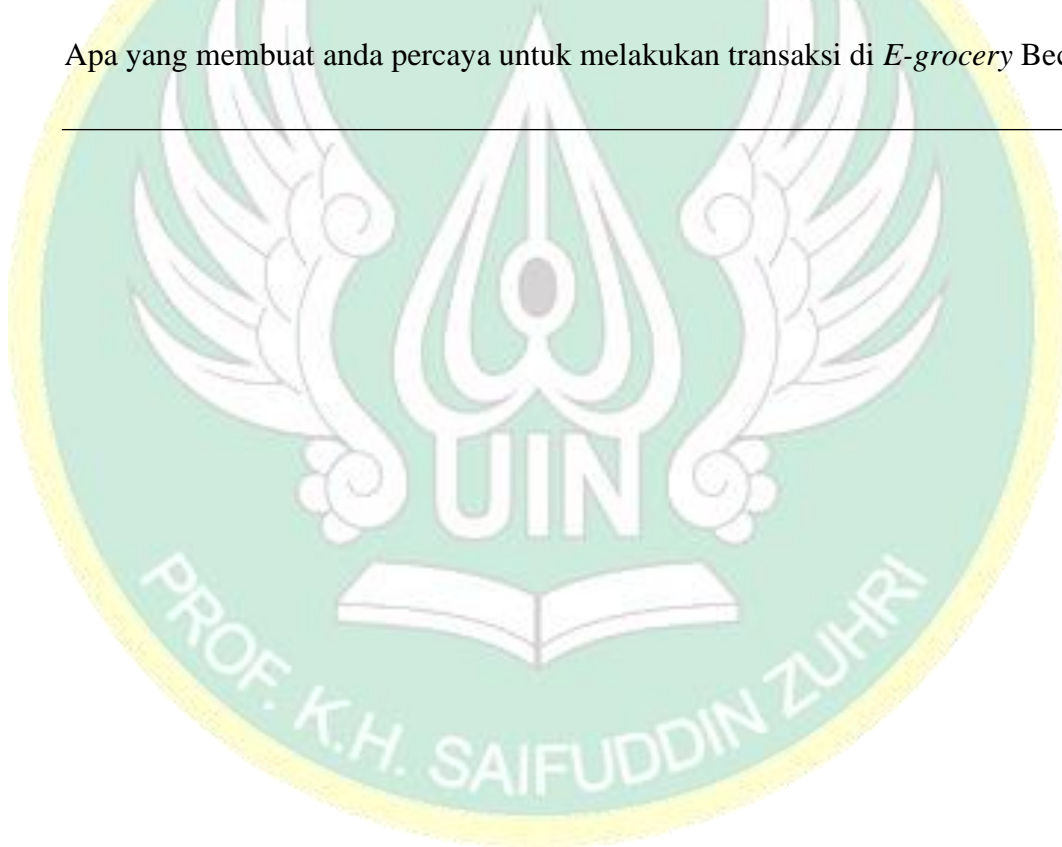 Apa yang membuat anda percaya untuk melakukan transaksi di E-grocery
UIN
PROF. K.H. SAIFUDDIN ZUHRI